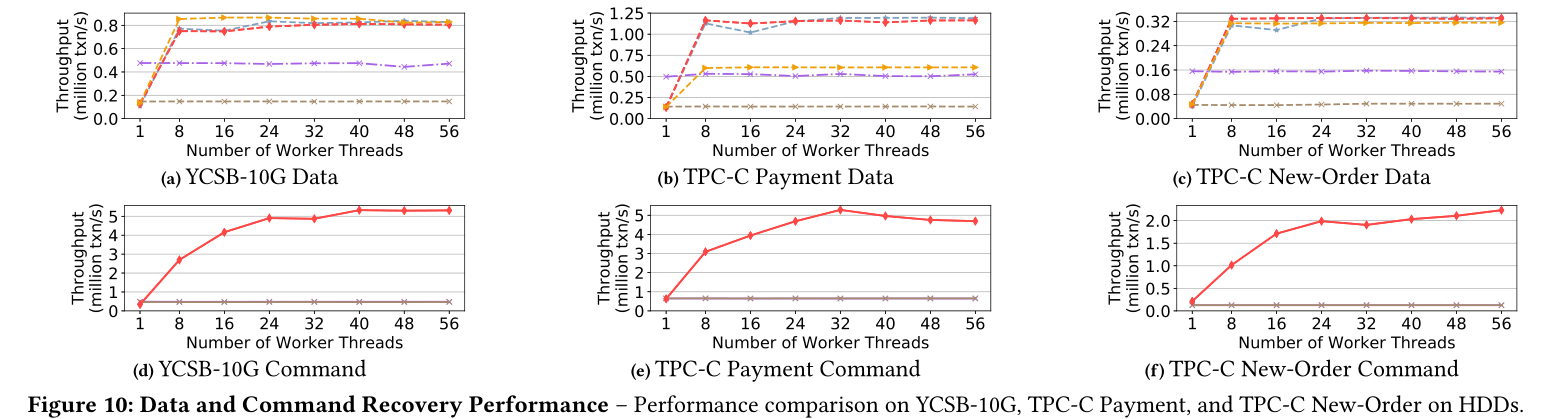 Throughput
(million txn/s)
0.8
0.6
0.4
0.2
0.0
1 8 16 24 32 40 48 56
Number of Worker Threads
(a) YCSB-10G Data
Throughput
(million txn/s)
1.25
1.00
0.75
0.50
0.25
0.00
1 8 16 24 32 40 48 56
Number of Worker Threads
(b) TPC-C Payment Data
Throughput
(million txn/s)
0.32
0.24
0.16
0.08
0.00
1 8 16 24 32 40 48 56
Number of Worker Threads
(c) TPC-C New-Order Data
Throughput
(million txn/s)
5
4
3
2
1
0
1 8 16 24 32 40 48 56
Number of Worker Threads
(d) YCSB-10G Command
Throughput
(million txn/s)
5
4
3
2
1
0
1 8 16 24 32 40 48 56
Number of Worker Threads
(e) TPC-C Payment Command
Throughput
(million txn/s)
2.0
1.5
1.0
0.5
0.0
1 8 16 24 32 40 48 56
Number of Worker Threads
(f) TPC-C New-Order Command
Figure 10: Data and Command Recovery Performance – Performance comparison on YCSB-10G, TPC-C Payment, and TPC-C New-Order on HDDs.